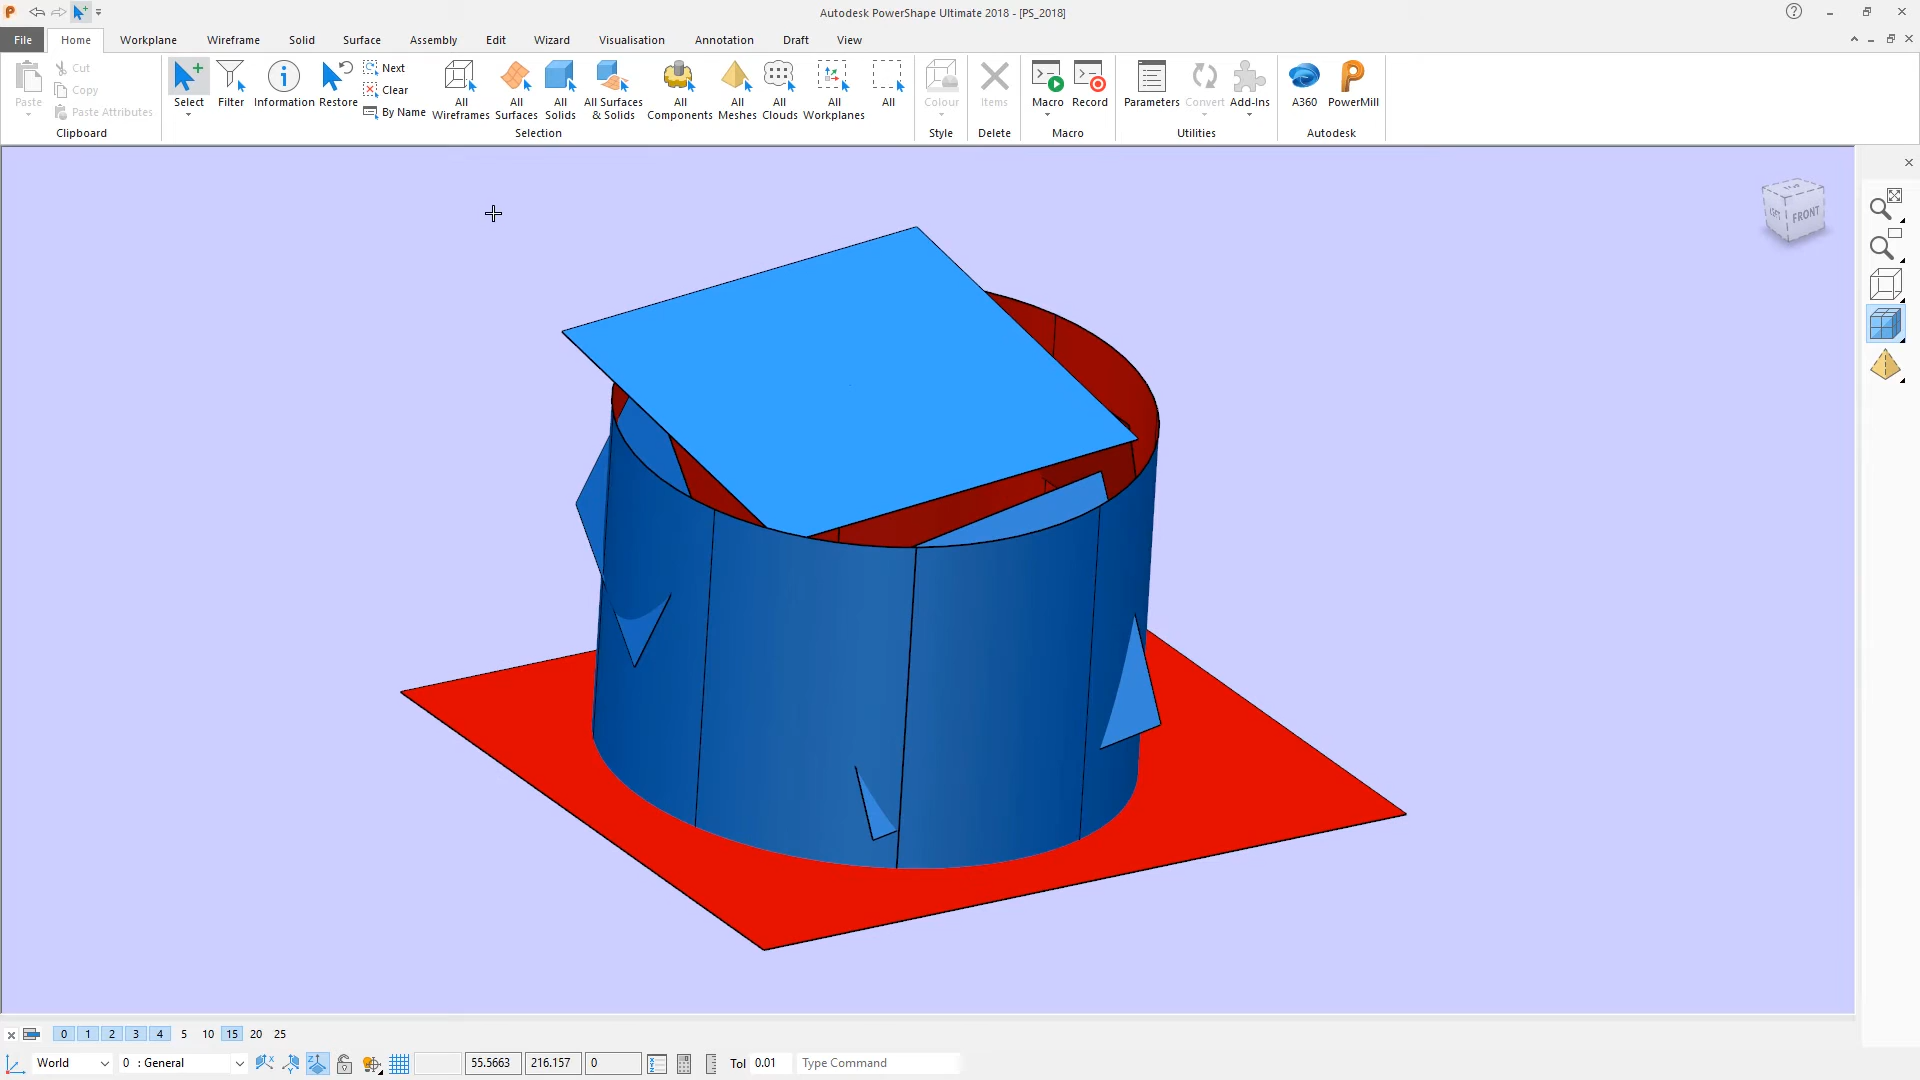 Autodesk PowerShape Ultimate 2018 - [PS_2018]
File Home Workplane Wireframe Solid Surface Assembly Edit Wizard Visualisation Annotation Draft View
Paste Cut Copy Paste Attributes
Clipboard
Select Filter Information Restore Next Clear By Name
All Wireframes All Surfaces All Solids All Surfaces & Solids All Components All Meshes All Clouds All Workplanes All
Selection
Colour
Style
Items
Delete
Macro Record
Macro
Parameters Convert Add-Ins
Utilities
A360 PowerMill
Autodesk
LEFT FRONT
0 1 2 3 4 5 10 15 20 25
World 0 : General 55.5663 216.157 0 Tol 0.01 Type Command